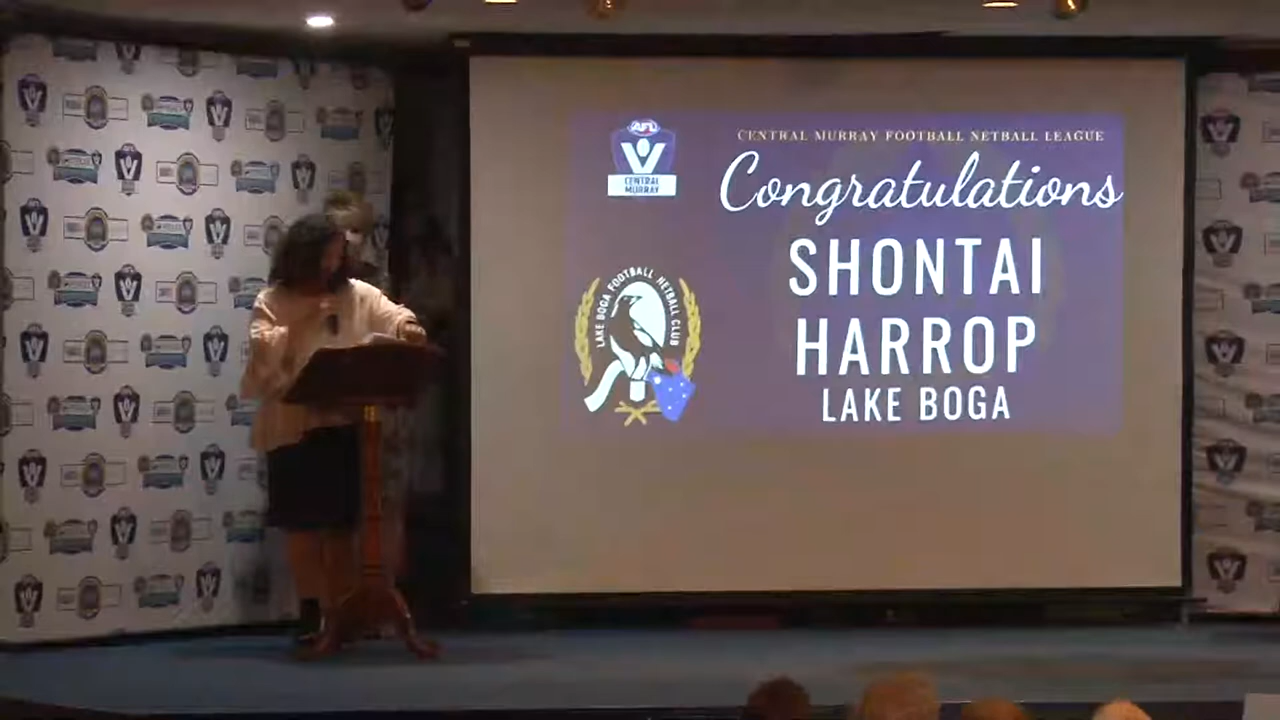 CENTRAL MURRAY FOOTBALL NETBALL LEAGUE
Congratulations
SHONTAI
HARROP
LAKE BOGA
AFL
V
CENTRAL
MURRAY
LAKE BOGA FOOTBALL NETBALL CLUB